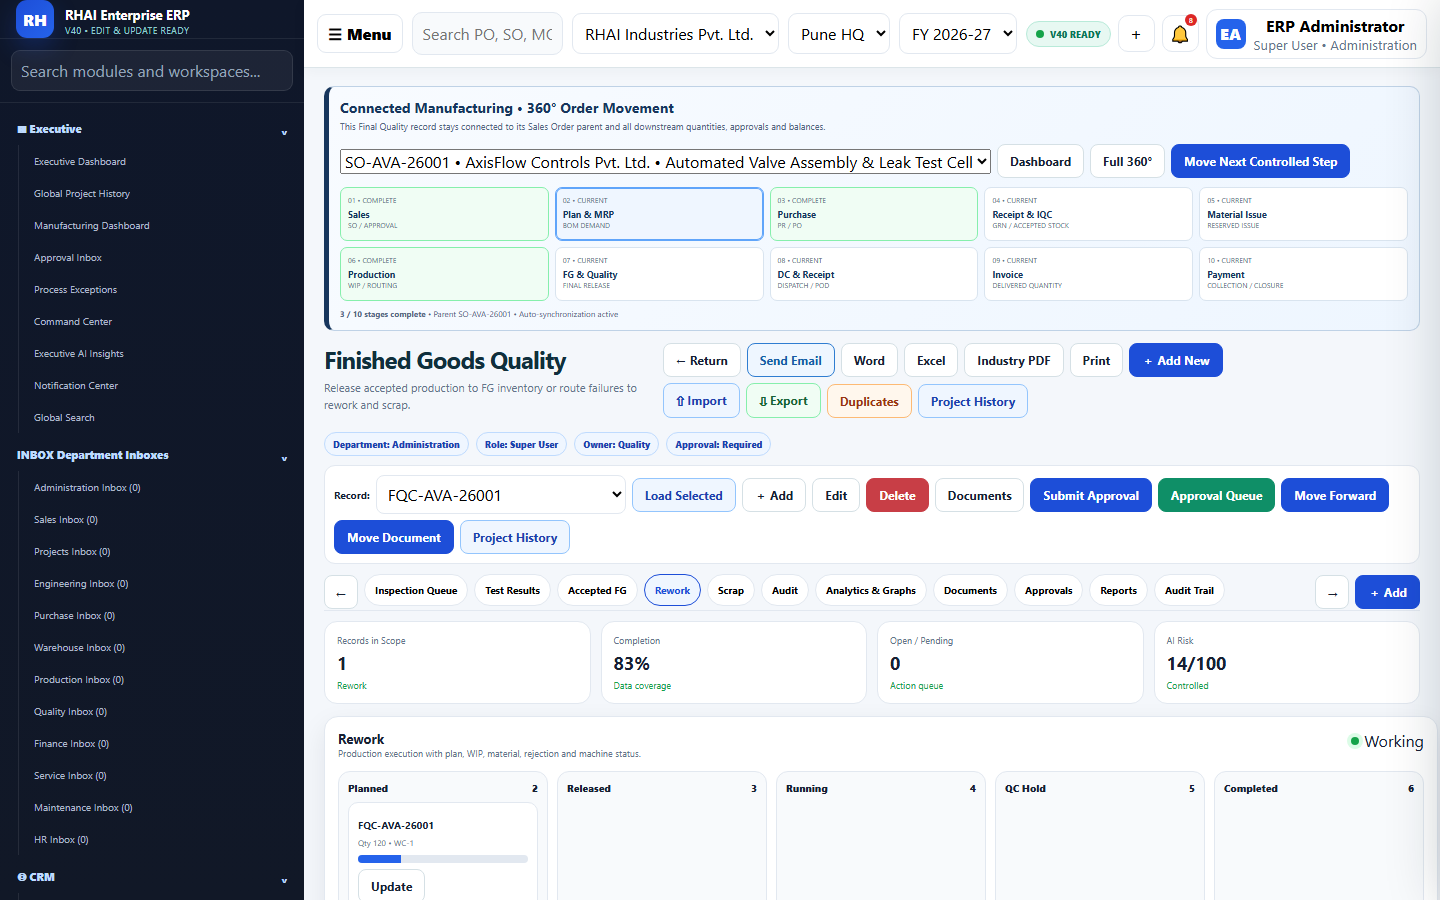 RH
RHAI Enterprise ERP
V40 • EDIT & UPDATE READY
Search modules and workspaces...
Executive
Executive Dashboard
Global Project History
Manufacturing Dashboard
Approval Inbox
Process Exceptions
Command Center
Executive AI Insights
Notification Center
Global Search
INBOX Department Inboxes
Administration Inbox (0)
Sales Inbox (0)
Projects Inbox (0)
Engineering Inbox (0)
Purchase Inbox (0)
Warehouse Inbox (0)
Production Inbox (0)
Quality Inbox (0)
Finance Inbox (0)
Service Inbox (0)
Maintenance Inbox (0)
HR Inbox (0)
CRM
☰ Menu
Search PO, SO, MC
RHAI Industries Pvt. Ltd.
Pune HQ
FY 2026-27
V40 READY
+
8
EA
ERP Administrator
Super User • Administration
Connected Manufacturing • 360° Order Movement
This Final Quality record stays connected to its Sales Order parent and all downstream quantities, approvals and balances.
SO-AVA-26001 • AxisFlow Controls Pvt. Ltd. • Automated Valve Assembly & Leak Test Cell
Dashboard
Full 360°
Move Next Controlled Step
01 • COMPLETE
Sales
SO / APPROVAL
02 • CURRENT
Plan & MRP
BOM DEMAND
03 • COMPLETE
Purchase
PR / PO
04 • CURRENT
Receipt & IQC
GRN / ACCEPTED STOCK
05 • CURRENT
Material Issue
RESERVED ISSUE
06 • COMPLETE
Production
WIP / ROUTING
07 • CURRENT
FG & Quality
FINAL RELEASE
08 • CURRENT
DC & Receipt
DISPATCH / POD
09 • CURRENT
Invoice
DELIVERED QUANTITY
10 • CURRENT
Payment
COLLECTION / CLOSURE
3 / 10 stages complete • Parent SO-AVA-26001 • Auto-synchronization active
Finished Goods Quality
Release accepted production to FG inventory or route failures to
rework and scrap.
← Return
Send Email
Word
Excel
Industry PDF
Print
+ Add New
⇧ Import
⇩ Export
Duplicates
Project History
Department: Administration
Role: Super User
Owner: Quality
Approval: Required
Record:
FQC-AVA-26001
Load Selected
+ Add
Edit
Delete
Documents
Submit Approval
Approval Queue
Move Forward
Move Document
Project History
←
Inspection Queue
Test Results
Accepted FG
Rework
Scrap
Audit
Analytics & Graphs
Documents
Approvals
Reports
Audit Trail
→
+ Add
Records in Scope
1
Rework
Completion
83%
Data coverage
Open / Pending
0
Action queue
AI Risk
14/100
Controlled
Rework
Production execution with plan, WIP, material, rejection and machine status.
Working
Planned 2
Released 3
Running 4
QC Hold 5
Completed 6
FQC-AVA-26001
Qty 120 • WC-1
Update